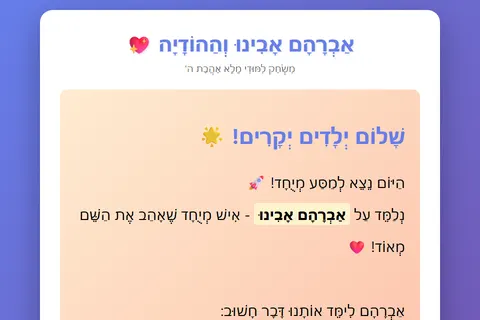 אַבְרָהָם אָבִינוּ וְהַהוֹדָיָה 💖
מִשְׂחַק לִמּוּדִי מָלֵא אַהֲבַת ה'
שָׁלוֹם יְלָדִים יְקָרִים! 🌟
הַיּוֹם נֵצֵא לְמַסַּע מְיֻחָד! 🚀
נִלְמַד עַל אַבְרָהָם אָבִינוּ - אִישׁ מְיֻחָד שֶׁאָהַב אֶת הַשֵּׁם
מְאוֹד! ❤️
אַבְרָהָם לִימֵּד אוֹתָנוּ דָּבָר חָשׁוּב: